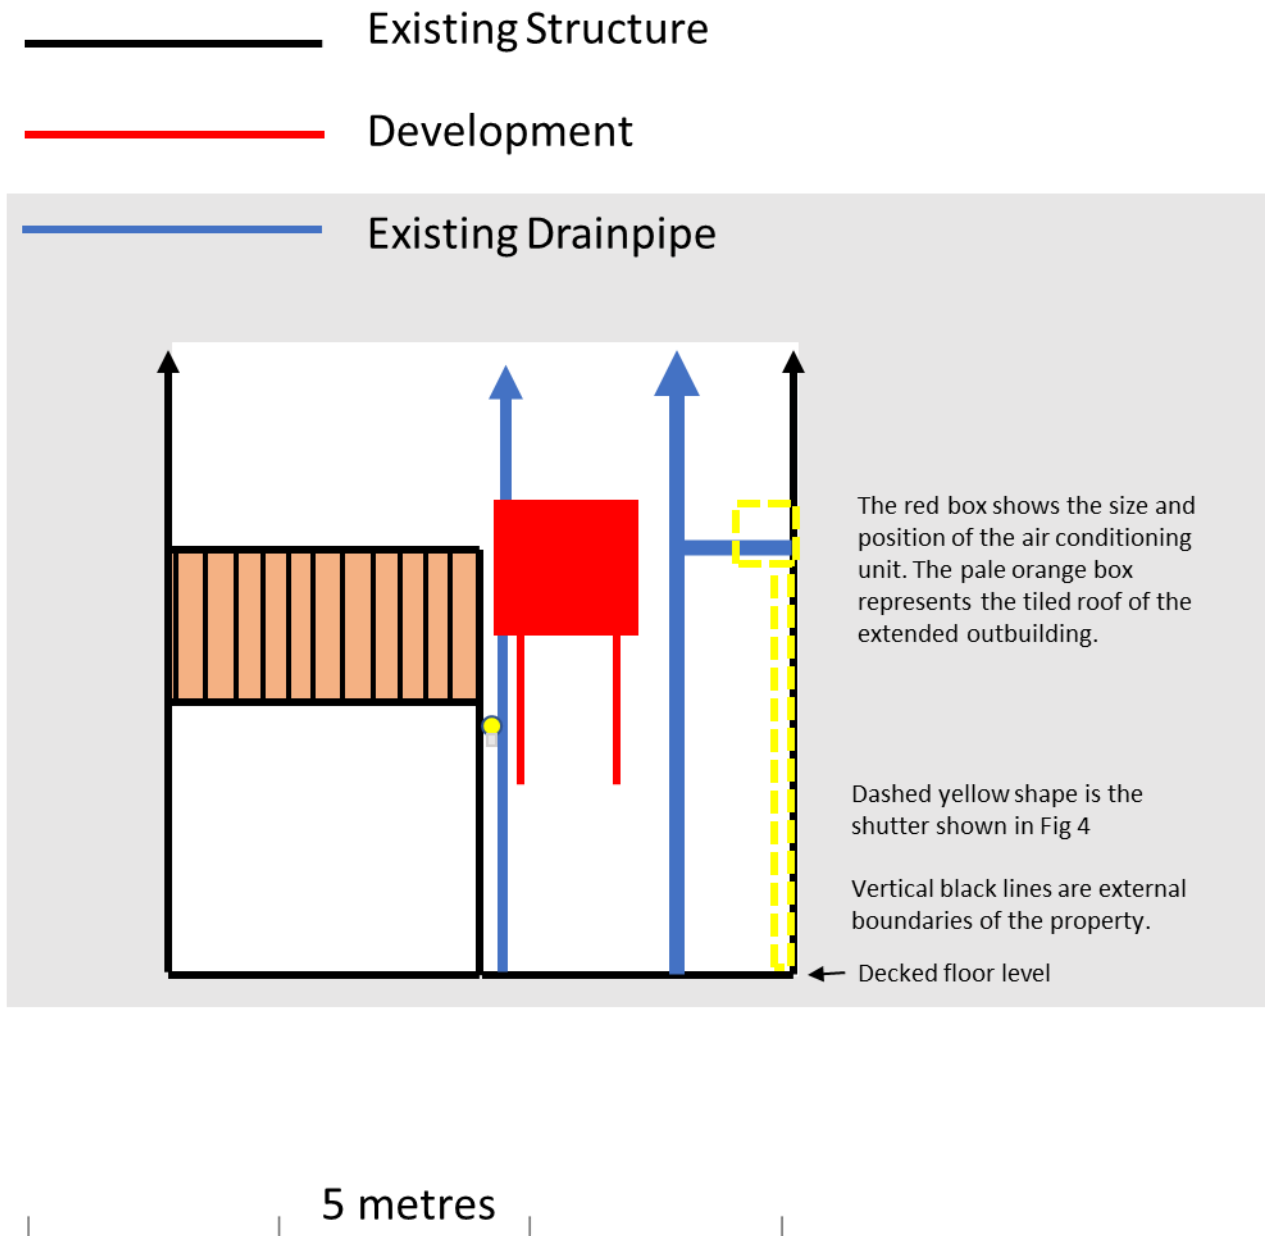 Existing Structure
Development
Existing Drainpipe
The red box shows the size and
position of the air conditioning
unit. The pale orange box
represents the tiled roof of the
extended outbuilding.
Dashed yellow shape is the
shutter shown in Fig 4
Vertical black lines are external
boundaries of the property.
Decked floor level
5 metres